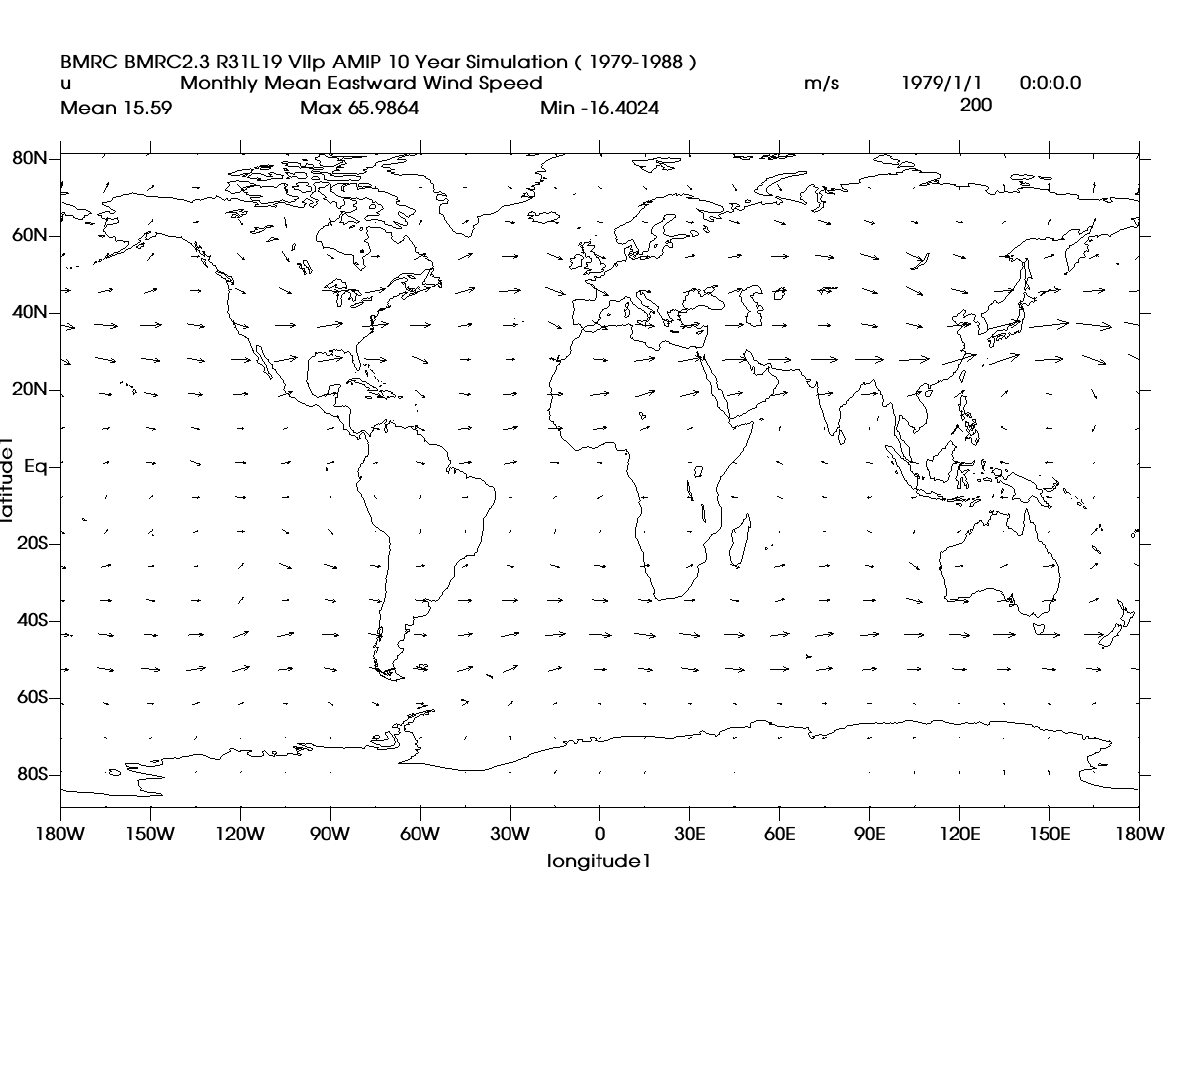 BMRC BMRC2.3 R31L19 VIIp AMIP 10 Year Simulation ( 1979-1988 )
u Monthly Mean Eastward Wind Speed m/s 1979/1/1 0:0:0.0
Mean 15.59 Max 65.9864 Min -16.4024 200
80N
60N
40N
20N
Eq
20S
40S
60S
80S
latitude1
180W 150W 120W 90W 60W 30W 0 30E 60E 90E 120E 150E 180W
longitude1